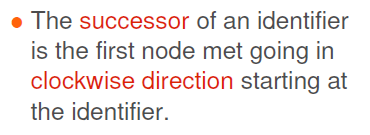 • The successor of an identifier
is the first node met going in
clockwise direction starting at
the identifier.